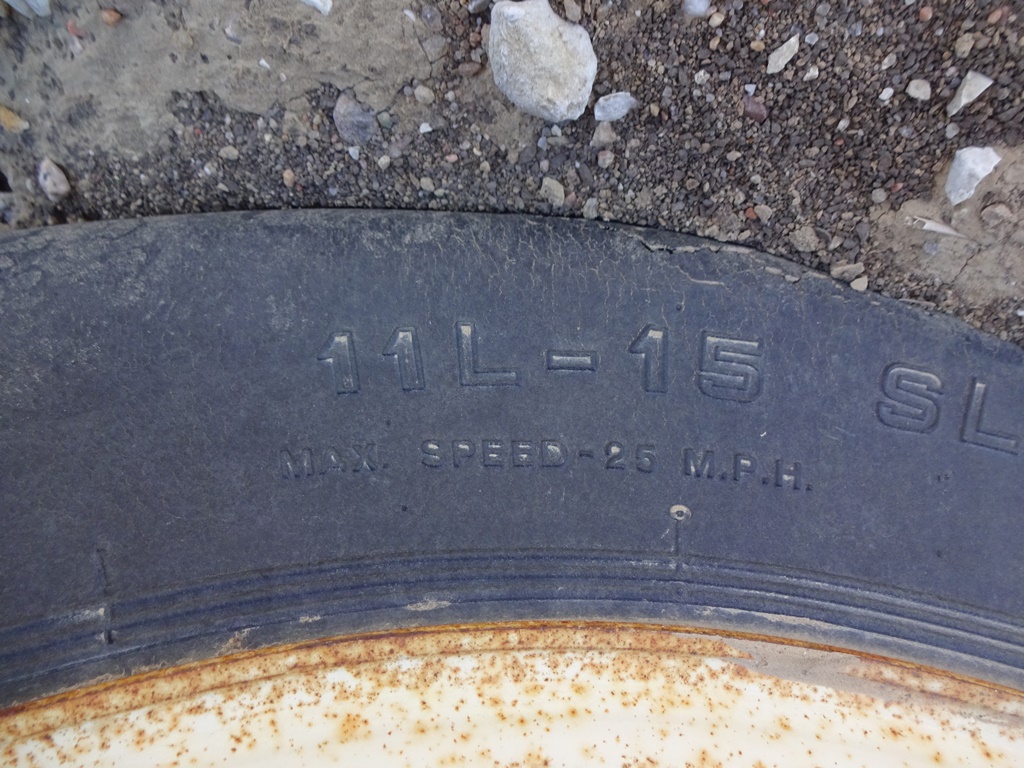 11L-15 SL
MAX. SPEED-25 M.P.H.